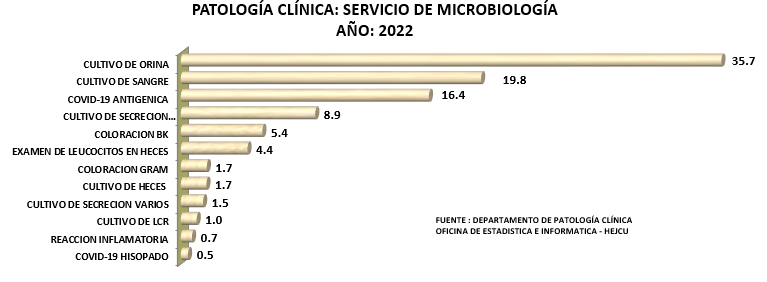 PATOLOGÍA CLÍNICA: SERVICIO DE MICROBIOLOGÍA
AÑO: 2022
CULTIVO DE ORINA 35.7
CULTIVO DE SANGRE 19.8
COVID-19 ANTIGENICA 16.4
CULTIVO DE SECRECION... 8.9
COLORACION BK 5.4
EXAMEN DE LEUCOCITOS EN HECES 4.4
COLORACION GRAM 1.7
CULTIVO DE HECES 1.7
CULTIVO DE SECRECION VARIOS 1.5
CULTIVO DE LCR 1.0
REACCION INFLAMATORIA 0.7
COVID-19 HISOPADO 0.5
FUENTE : DEPARTAMENTO DE PATOLOGÍA CLÍNICA
OFICINA DE ESTADISTICA E INFORMATICA - HEJCU